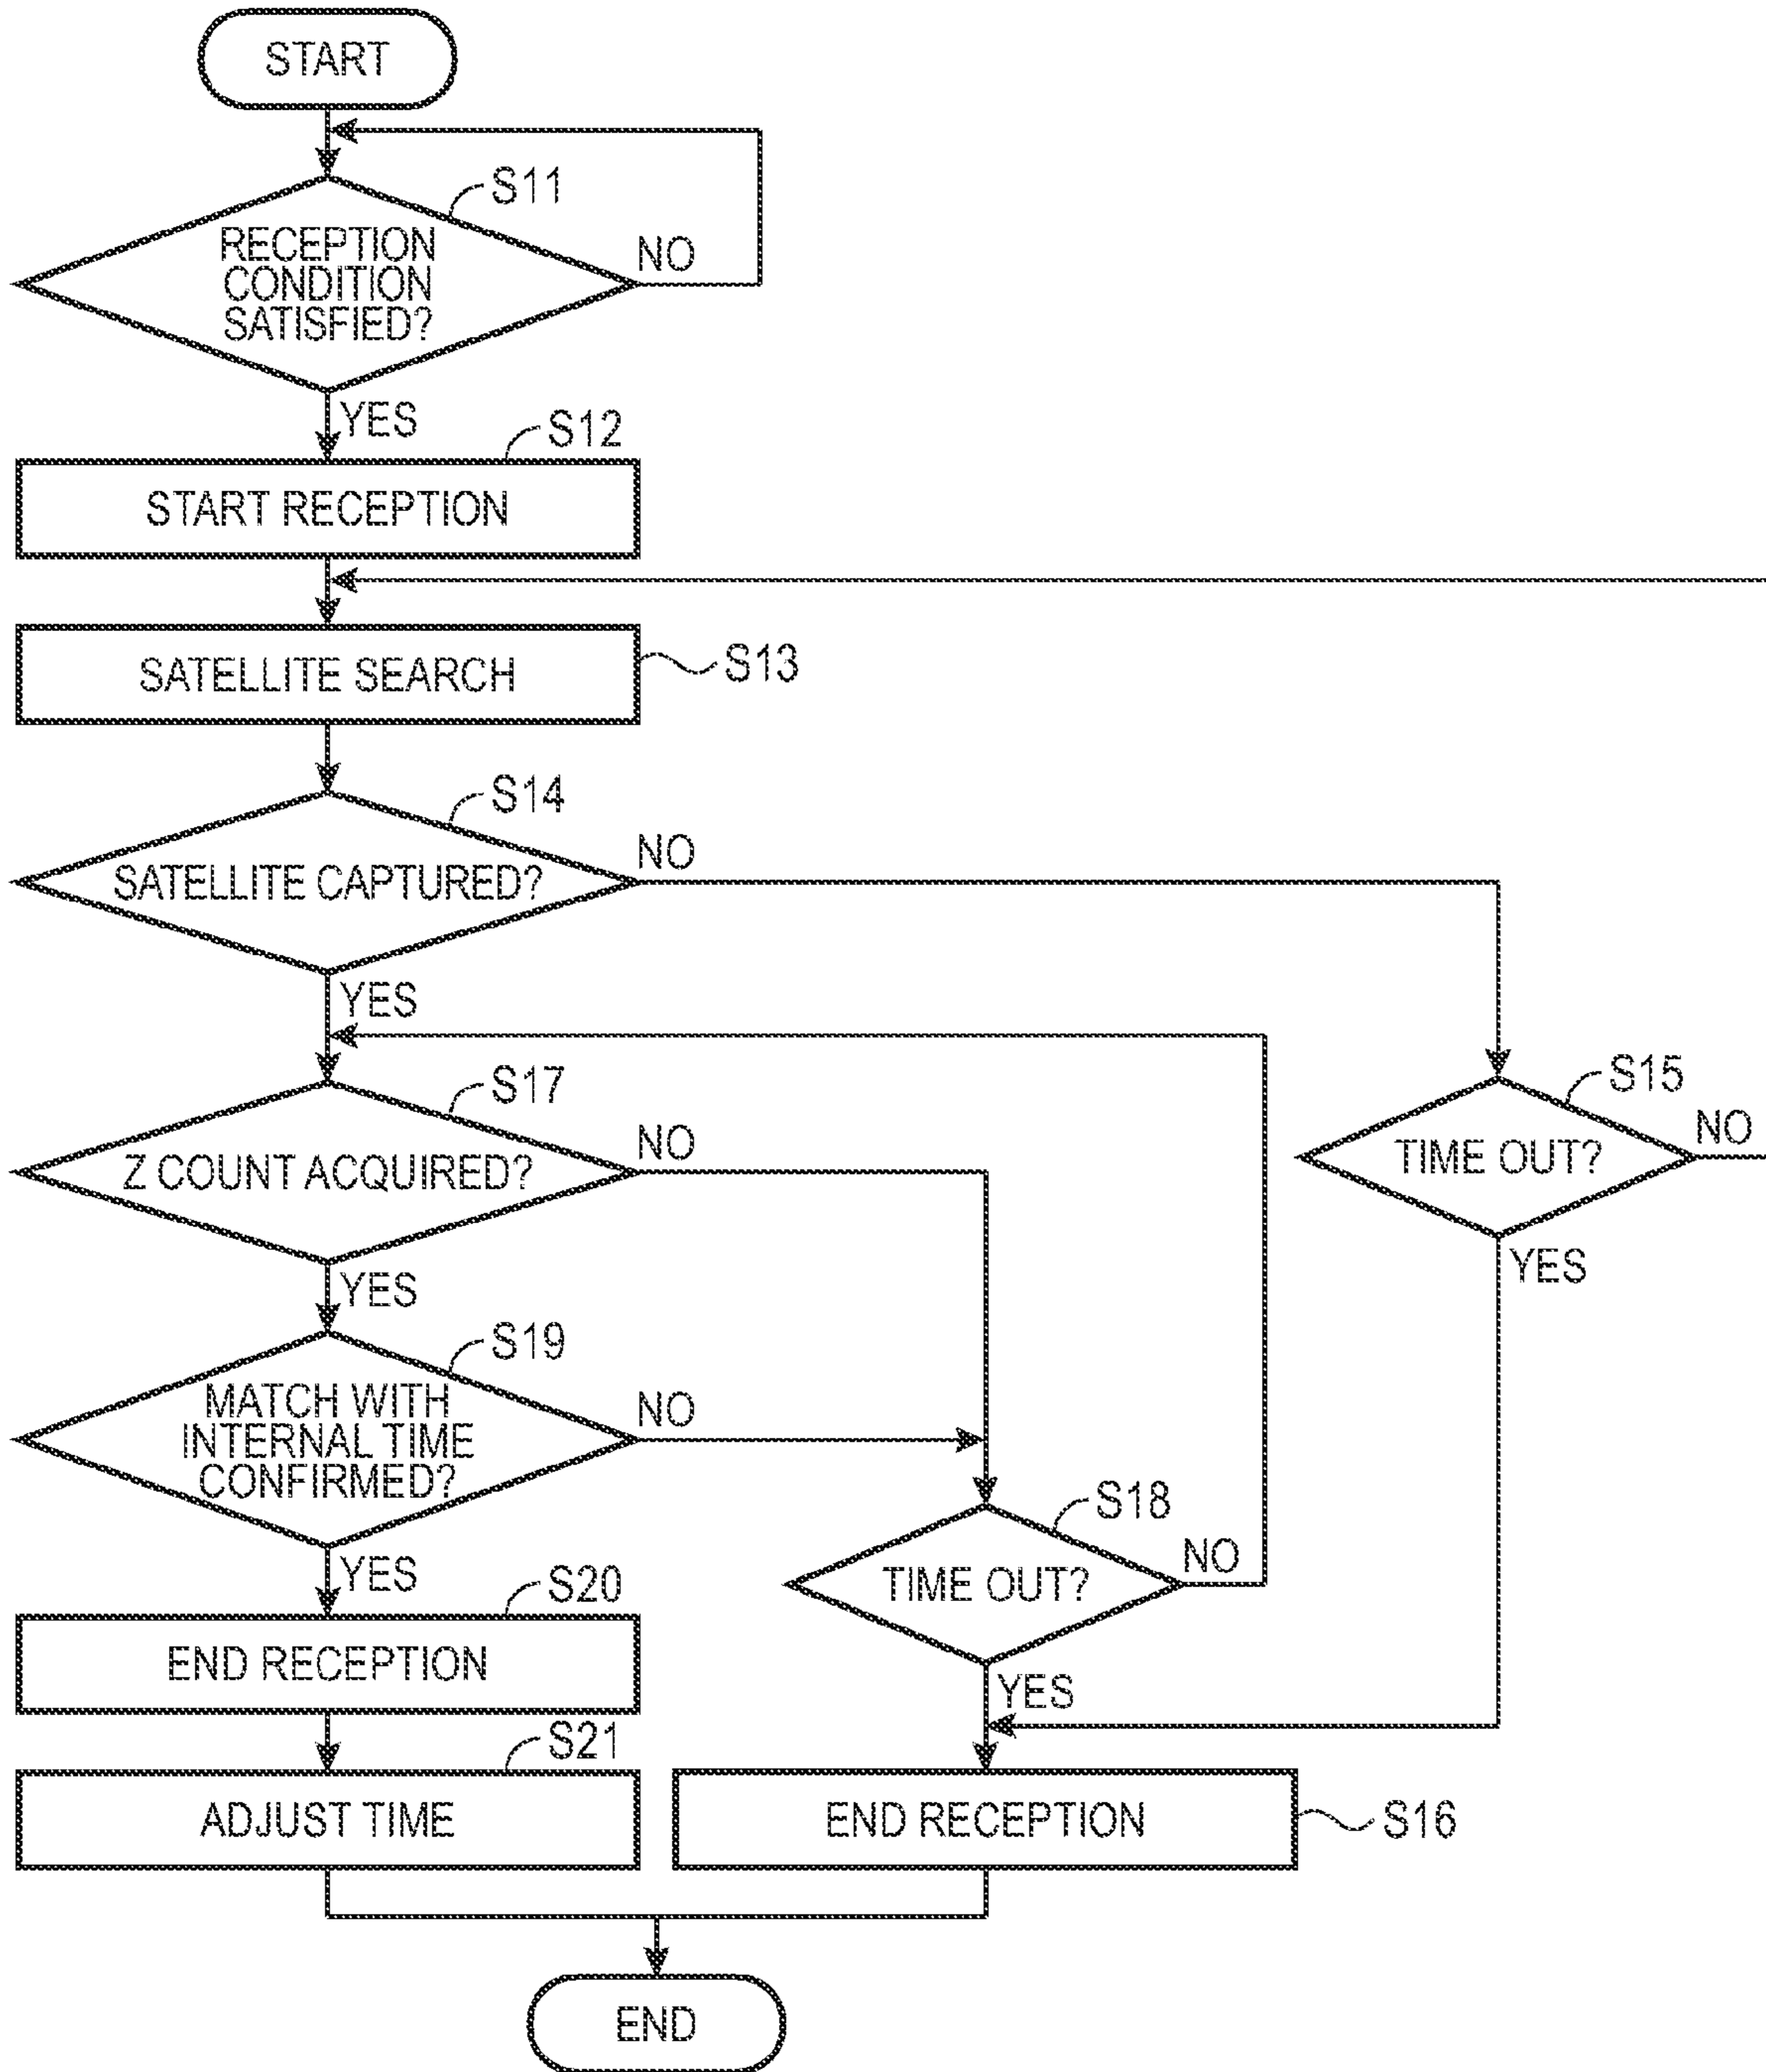 START
S11
RECEPTION
CONDITION
SATISFIED?
NO
YES
S12
START RECEPTION
SATELLITE SEARCH
S13
S14
SATELLITE CAPTURED?
NO
YES
S15
TIME OUT?
NO
YES
S17
Z COUNT ACQUIRED?
NO
YES
S19
MATCH WITH
INTERNAL TIME
CONFIRMED?
NO
YES
S18
TIME OUT?
NO
YES
S20
END RECEPTION
S21
ADJUST TIME
END RECEPTION
S16
END